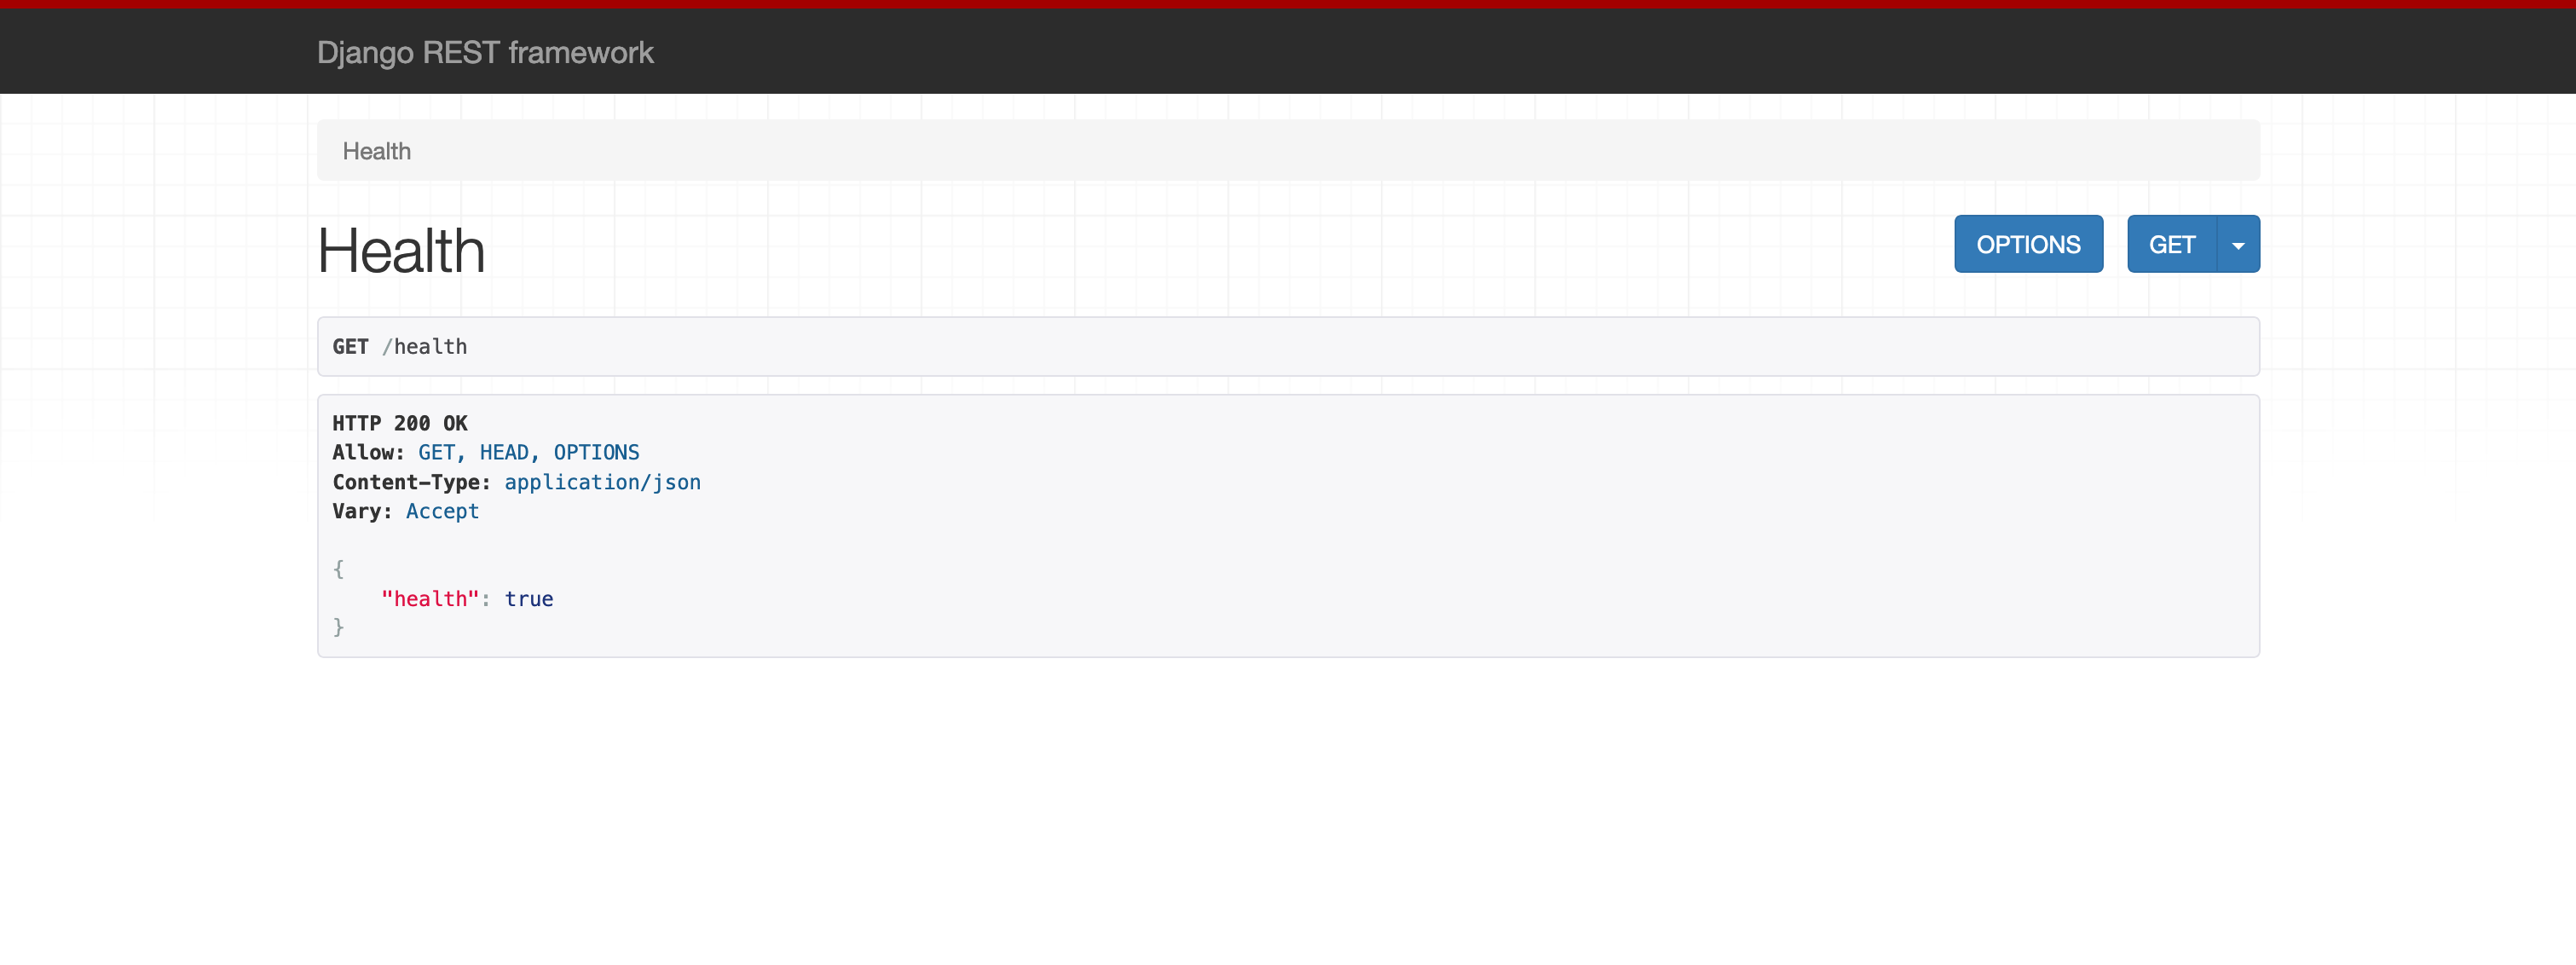 Django REST framework
Health
Health
OPTIONS
GET
GET /health
HTTP 200 OK
Allow: GET, HEAD, OPTIONS
Content-Type: application/json
Vary: Accept
{
    "health": true
}